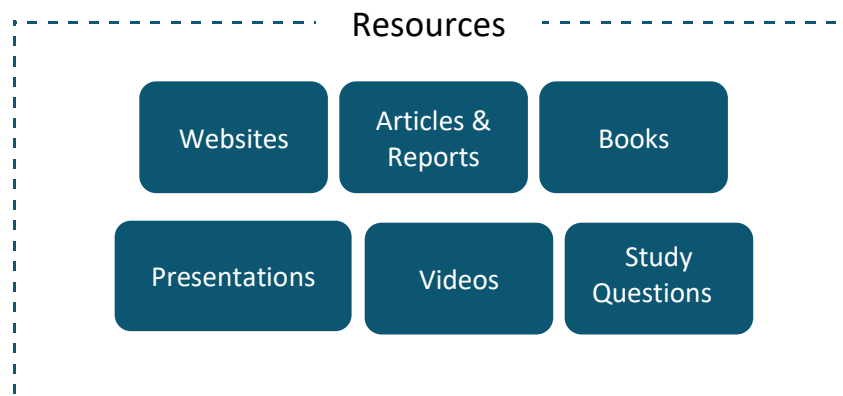 Resources
Websites
Articles &
Reports
Books
Presentations
Videos
Study
Questions